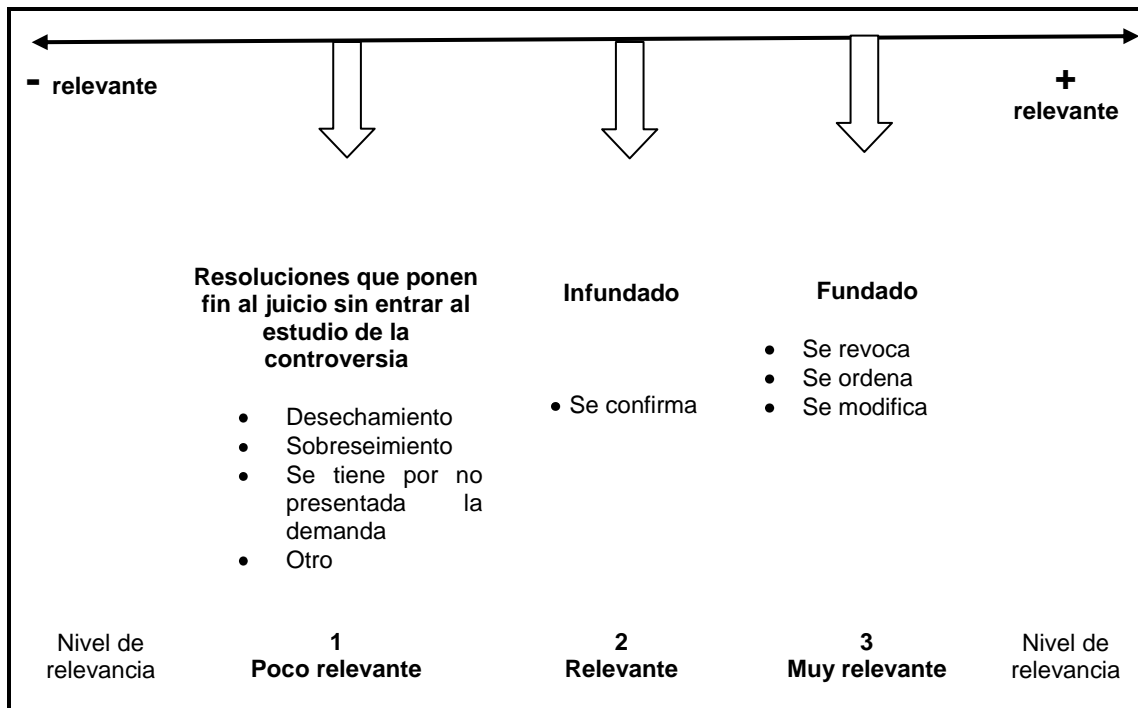 - relevante
+
relevante
Resoluciones que ponen
fin al juicio sin entrar al
estudio de la
controversia
• Desechamiento
• Sobreseimiento
• Se tiene por no
presentada la
demanda
• Otro
Infundado
• Se confirma
Fundado
• Se revoca
• Se ordena
• Se modifica
Nivel de
relevancia
1
Poco relevante
2
Relevante
3
Muy relevante
Nivel de
relevancia